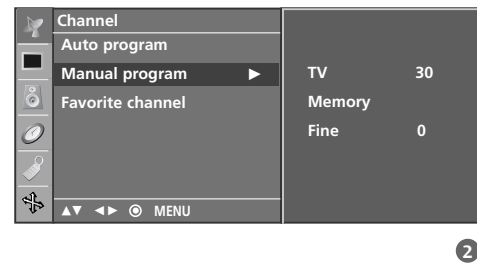 Channel
Auto program
Manual program ►
Favorite channel
TV 30
Memory
Fine 0
▲▼ ◄► ⦿ MENU
2